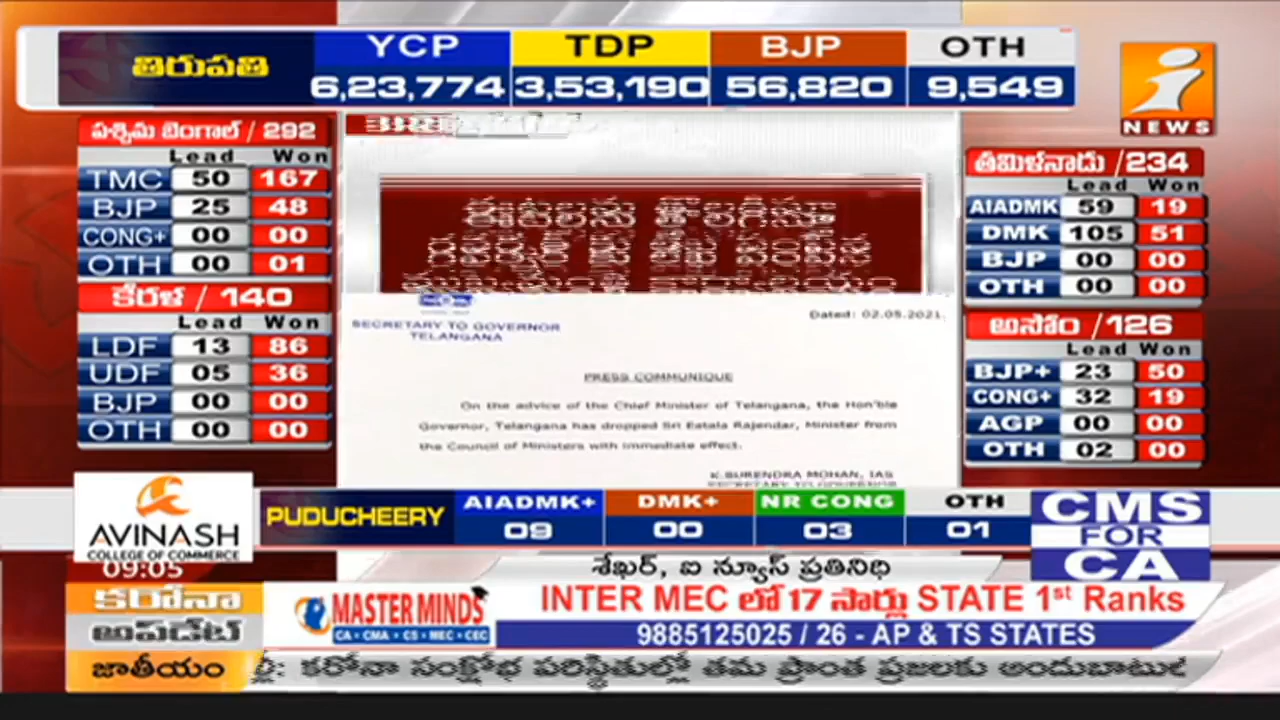 తిరుపతి
YCP TDP BJP OTH
6,23,774 3,53,190 56,820 9,549
i
NEWS
పశ్చిమ బెంగాల్ / 292
Lead Won
TMC 50 167
BJP 25 48
CONG+ 00 00
OTH 00 01
కేరళ / 140
Lead Won
LDF 13 86
UDF 05 36
BJP 00 00
OTH 00 00
SECRETARY TO GOVERNOR
TELANGANA
Dated: 02.05.2021.
PRESS COMMUNIQUE
On the advice of the Chief Minister of Telangana, the Hon'ble
Governor, Telangana has dropped Sri Eatala Rajendar, Minister from
the Council of Ministers with immediate effect.
K.SURENDRA MOHAN, IAS
SECRETARY TO GOVERNOR
తమిళనాడు /234
Lead Won
AIADMK 59 19
DMK 105 51
BJP 00 00
OTH 00 00
అసోం /126
Lead Won
BJP+ 23 50
CONG+ 32 19
AGP 00 00
OTH 02 00
AVINASH
COLLEGE OF COMMERCE
PUDUCHEERY
AIADMK+ DMK+ NR CONG OTH
09 00 03 01
CMS
FOR
CA
09:05
శేఖర్, ఐ న్యూస్ ప్రతినిధి
కరోనా
అప్‌డేట్
MASTER MINDS
CA • CMA • CS • MEC • CEC
INTER MEC లో 17 సార్లు STATE 1st Ranks
9885125025 / 26 - AP & TS STATES
జాతీయం
కరోనా సంక్షోభ పరిస్థితుల్లో తమ ప్రాంత ప్రజలకు